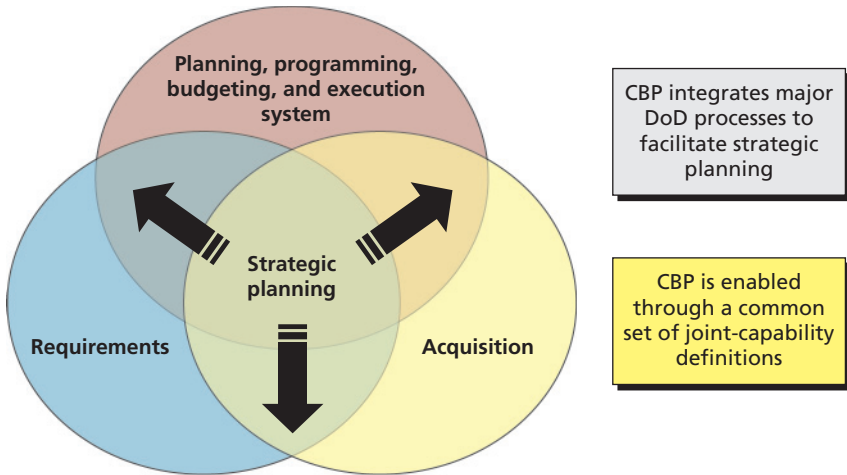 Planning, programming,
budgeting, and execution
system
Strategic
planning
Requirements
Acquisition
CBP integrates major
DoD processes to
facilitate strategic
planning
CBP is enabled
through a common
set of joint-capability
definitions